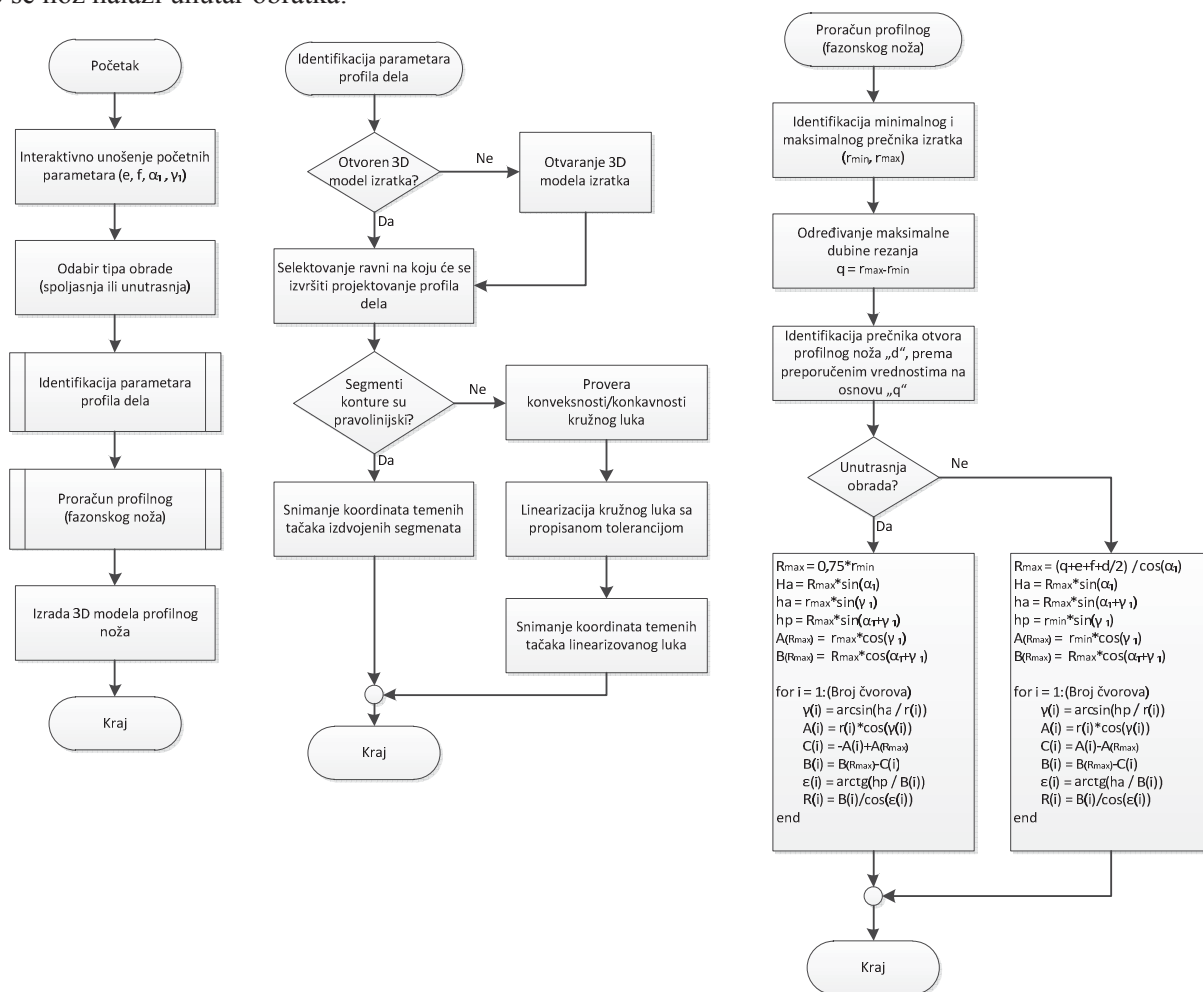 se nož nalazi unutar obratka.
Početak
Interaktivno unošenje početnih
parametara (e, f, α₁, γ₁)
Odabir tipa obrade
(spoljasnja ili unutrasnja)
Identifikacija parametara
profila dela
Proračun profilnog
(fazonskog noža)
Izrada 3D modela profilnog
noža
Kraj
Identifikacija parametara
profila dela
Otvoren 3D
model izratka?
Ne
Otvaranje 3D
modela izratka
Da
Selektovanje ravni na koju će se
izvršiti projektovanje profila
dela
Segmenti
konture su
pravolinijski?
Ne
Provera
konveksnosti/konkavnosti
kružnog luka
Da
Snimanje koordinata temenih
tačaka izdvojenih segmenata
Linearizacija kružnog luka sa
propisanom tolerancijom
Snimanje koordinata temenih
tačaka linearizovanog luka
Kraj
Proračun profilnog
(fazonskog noža)
Identifikacija minimalnog i
maksimalnog prečnika izratka
(rmin, rmax)
Određivanje maksimalne
dubine rezanja
q = rmax-rmin
Identifikacija prečnika otvora
profilnog noža „d“, prema
preporučenim vrednostima na
osnovu „q“
Unutrasnja
obrada?
Ne
Da
Rmax = 0,75*rmin
Ha = Rmax*sin(α₁)
ha = rmax*sin(γ₁)
hp = Rmax*sin(α₁+γ₁)
A(Rmax) = rmax*cos(γ₁)
B(Rmax) = Rmax*cos(α₁+γ₁)
for i = 1:(Broj čvorova)
γ(i) = arcsin(ha / r(i))
A(i) = r(i)*cos(γ(i))
C(i) = -A(i)+A(Rmax)
B(i) = B(Rmax)-C(i)
ε(i) = arctg(hp / B(i))
R(i) = B(i)/cos(ε(i))
end
Rmax = (q+e+f+d/2) / cos(α₁)
Ha = Rmax*sin(α₁)
ha = Rmax*sin(α₁+γ₁)
hp = rmin*sin(γ₁)
A(Rmax) = rmin*cos(γ₁)
B(Rmax) = Rmax*cos(α₁+γ₁)
for i = 1:(Broj čvorova)
γ(i) = arcsin(hp / r(i))
A(i) = r(i)*cos(γ(i))
C(i) = A(i)-A(Rmax)
B(i) = B(Rmax)-C(i)
ε(i) = arctg(ha / B(i))
R(i) = B(i)/cos(ε(i))
end
Kraj